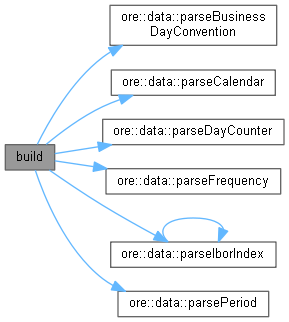 ore::data::parseBusiness
DayConvention
ore::data::parseCalendar
ore::data::parseDayCounter
build
ore::data::parseFrequency
ore::data::parseIborIndex
ore::data::parsePeriod